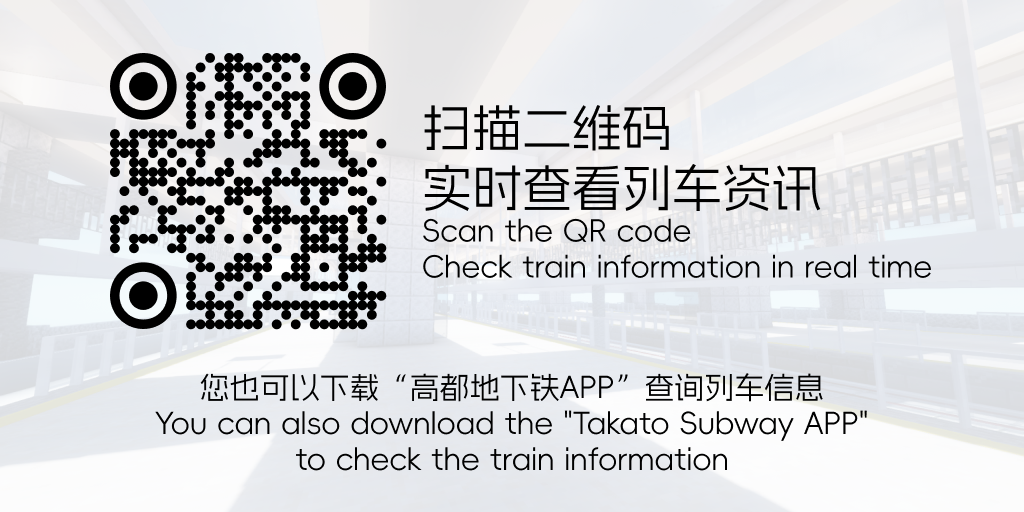 扫描二维码
实时查看列车资讯
Scan the QR code
Check train information in real time
您也可以下载“高都地下铁APP”查询列车信息
You can also download the "Takato Subway APP"
to check the train information